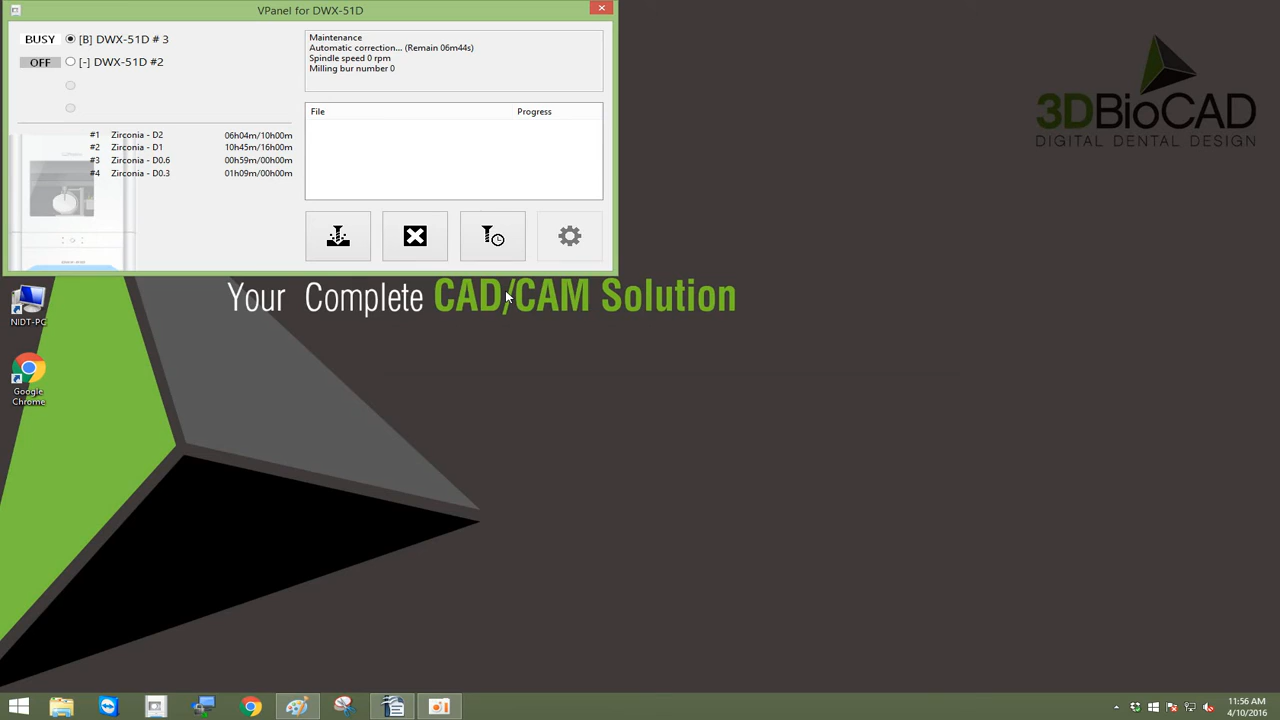 VPanel for DWX-51D
BUSY [B] DWX-51D # 3
OFF [-] DWX-51D #2
Maintenance
Automatic correction... (Remain 06m44s)
Spindle speed 0 rpm
Milling bur number 0
File Progress
#1 Zirconia - D2 06h04m/10h00m
#2 Zirconia - D1 10h45m/16h00m
#3 Zirconia - D0.6 00h59m/00h00m
#4 Zirconia - D0.3 01h09m/00h00m
3DBioCAD
DIGITAL DENTAL DESIGN
Your Complete CAD/CAM Solution
NIDT-PC
Google
Chrome
11:56 AM
4/10/2016